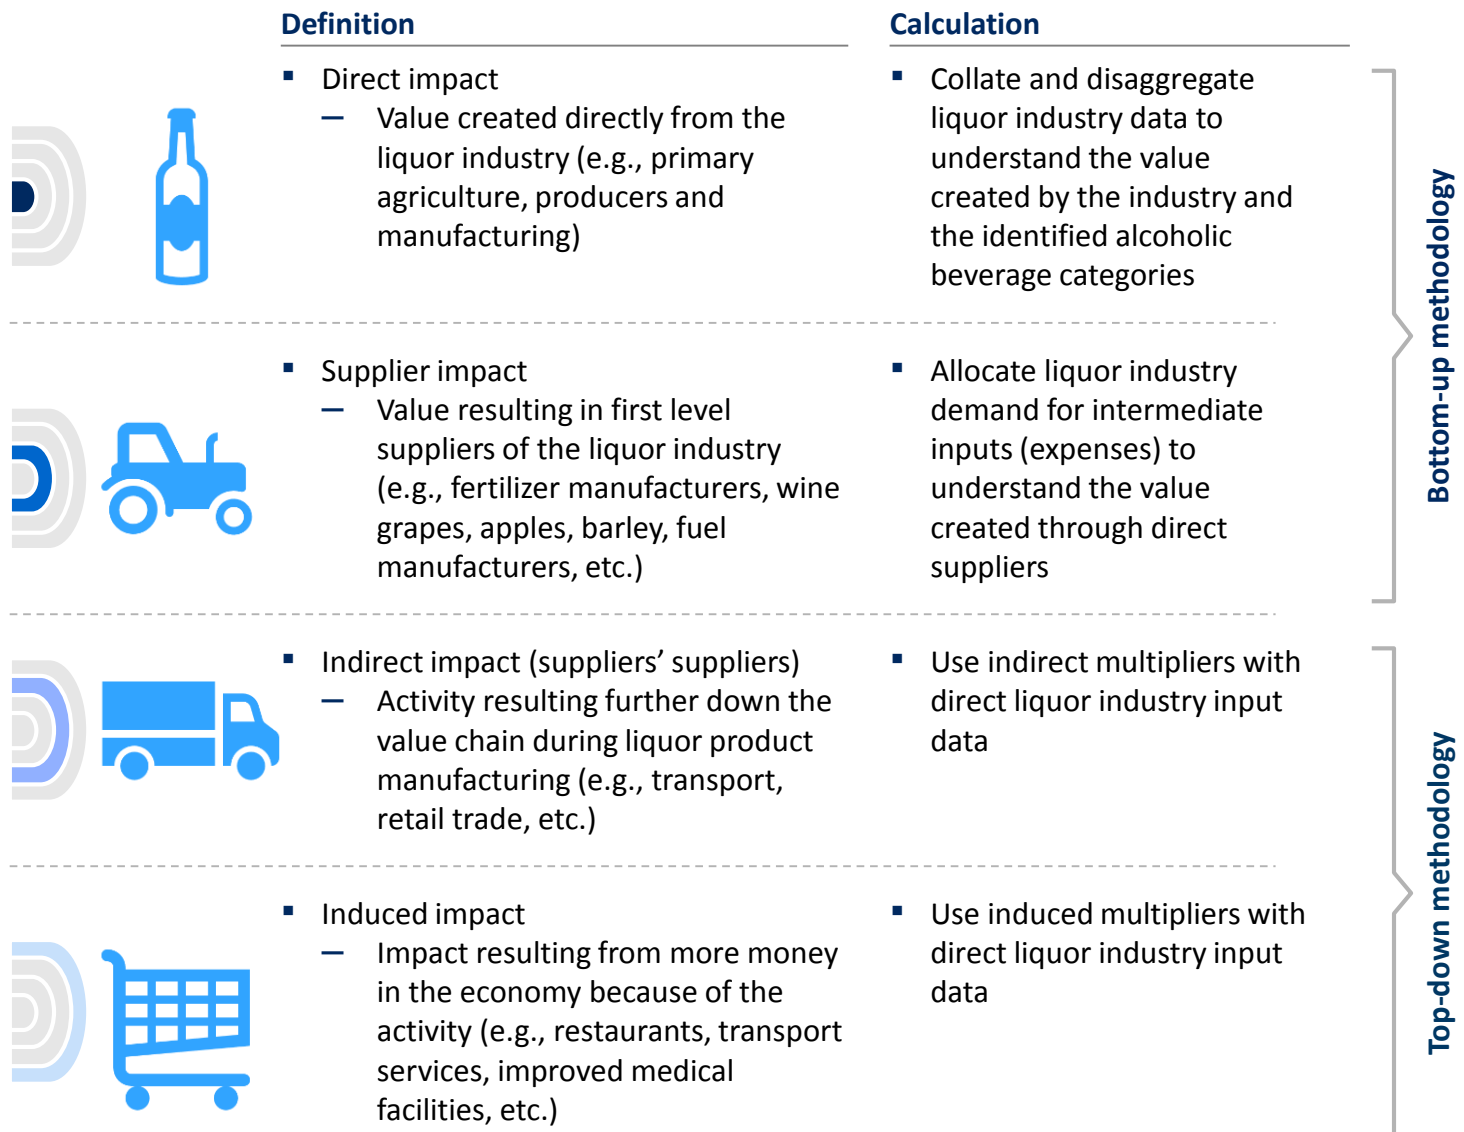 Definition
Calculation
▪ Direct impact
— Value created directly from the
liquor industry (e.g., primary
agriculture, producers and
manufacturing)
▪ Collate and disaggregate
liquor industry data to
understand the value
created by the industry and
the identified alcoholic
beverage categories
▪ Supplier impact
— Value resulting in first level
suppliers of the liquor industry
(e.g., fertilizer manufacturers, wine
grapes, apples, barley, fuel
manufacturers, etc.)
▪ Allocate liquor industry
demand for intermediate
inputs (expenses) to
understand the value
created through direct
suppliers
Bottom-up methodology
▪ Indirect impact (suppliers’ suppliers)
— Activity resulting further down the
value chain during liquor product
manufacturing (e.g., transport,
retail trade, etc.)
▪ Use indirect multipliers with
direct liquor industry input
data
▪ Induced impact
— Impact resulting from more money
in the economy because of the
activity (e.g., restaurants, transport
services, improved medical
facilities, etc.)
▪ Use induced multipliers with
direct liquor industry input
data
Top-down methodology